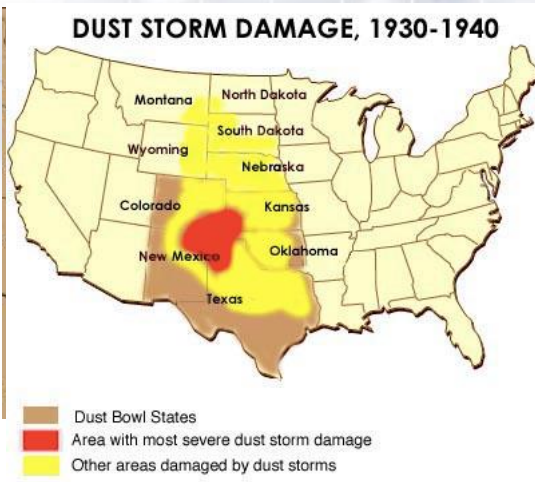 DUST STORM DAMAGE, 1930-1940
Montana
North Dakota
South Dakota
Wyoming
Nebraska
Colorado
Kansas
New Mexico
Oklahoma
Texas
Dust Bowl States
Area with most severe dust storm damage
Other areas damaged by dust storms